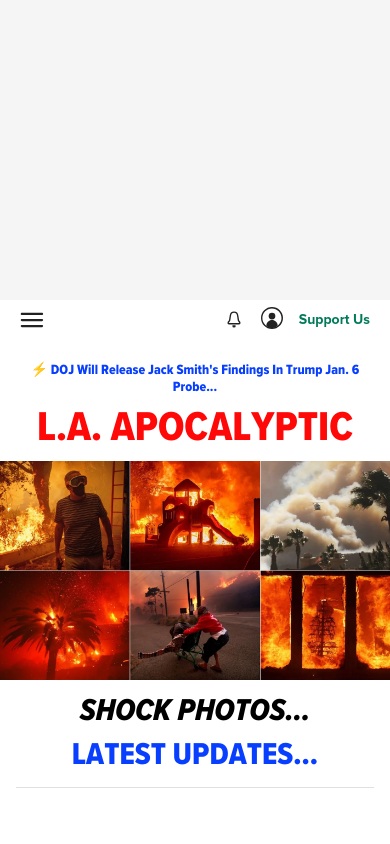 Support Us
⚡ DOJ Will Release Jack Smith's Findings In Trump Jan. 6
Probe...
L.A. APOCALYPTIC
SHOCK PHOTOS...
LATEST UPDATES...